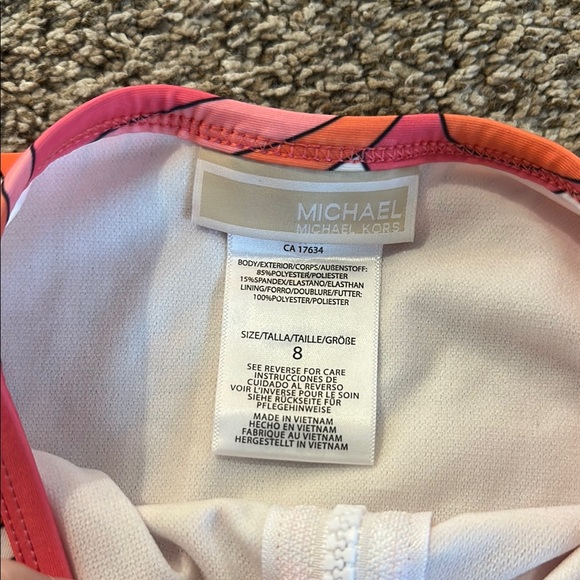 MICHAEL
MICHAEL KORS
CA 17634
BODY/EXTERIOR/CORPS/AUßENSTOFF:
85%POLYESTER/POLIESTER
15%SPANDEX/ELASTANO/ELASTHAN
LINING/FORRO/DOUBLURE/FUTTER:
100%POLYESTER/POLIESTER
SIZE/TALLA/TAILLE/GRÖßE
8
SEE REVERSE FOR CARE
INSTRUCCIONES DE
CUIDADO AL REVERSO
VOIR L'INVERSE POUR LE SOIN
SIEHE RÜCKSEITE FÜR
PFLEGEHINWEISE
MADE IN VIETNAM
HECHO EN VIETNAM
FABRIQUE AU VIETNAM
HERGESTELLT IN VIETNAM